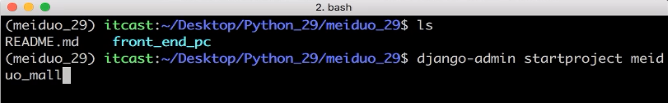 2. bash
(meiduo_29) itcast:~/Desktop/Python_29/meiduo_29$ ls
README.md    front_end_pc
(meiduo_29) itcast:~/Desktop/Python_29/meiduo_29$ django-admin startproject meid
uo_mall